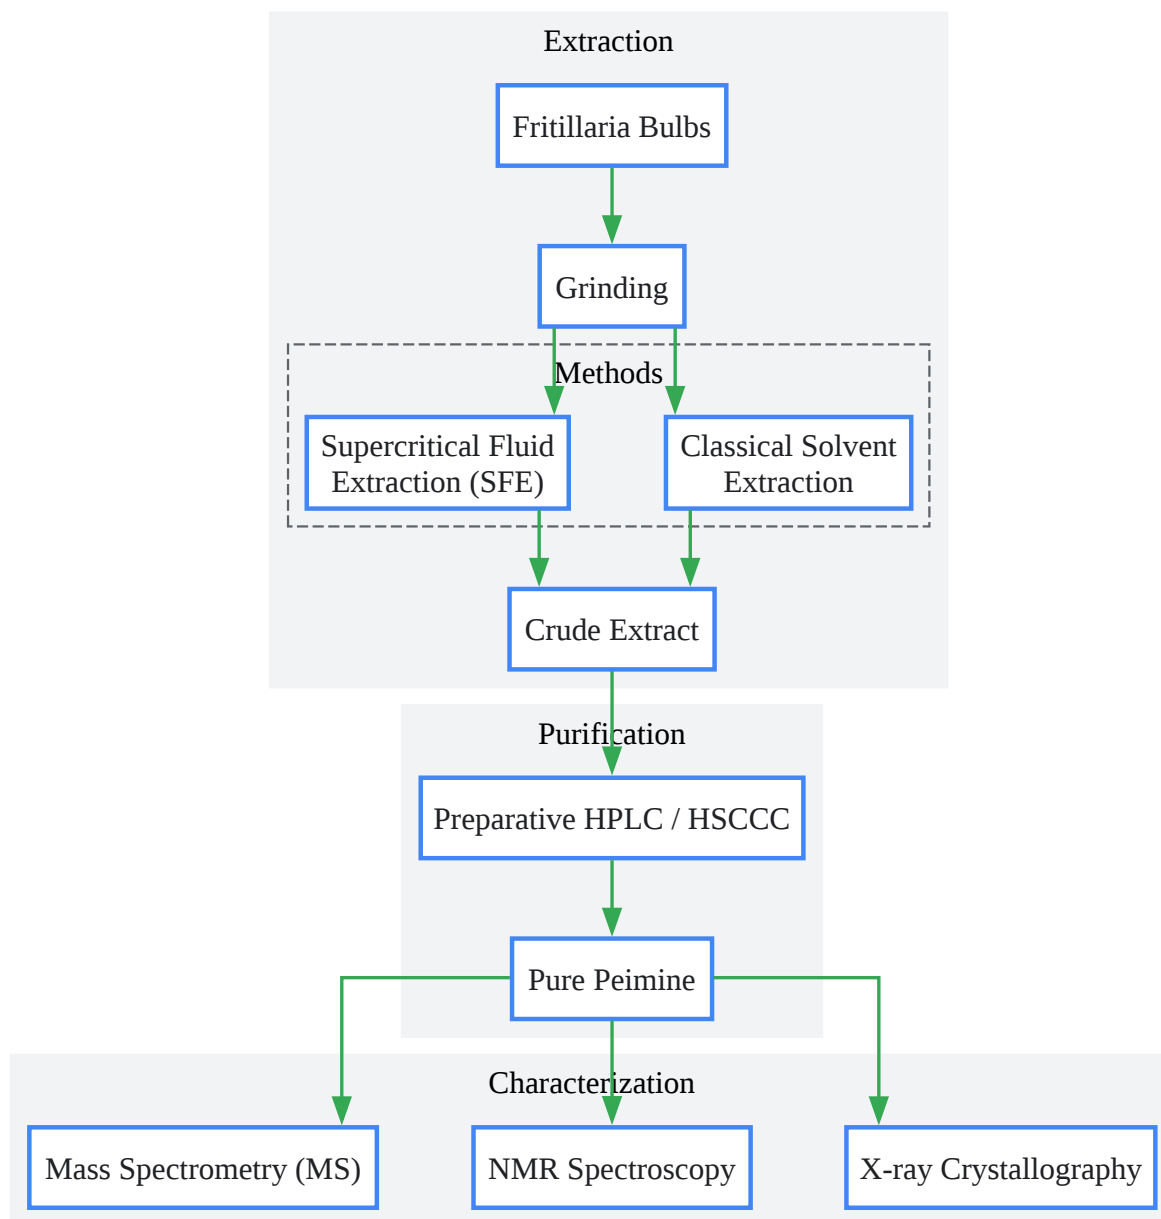 Extraction
Fritillaria Bulbs
Grinding
Methods
Supercritical Fluid
Extraction (SFE)
Classical Solvent
Extraction
Crude Extract
Purification
Preparative HPLC / HSCCC
Pure Peimine
Characterization
Mass Spectrometry (MS)
NMR Spectroscopy
X-ray Crystallography